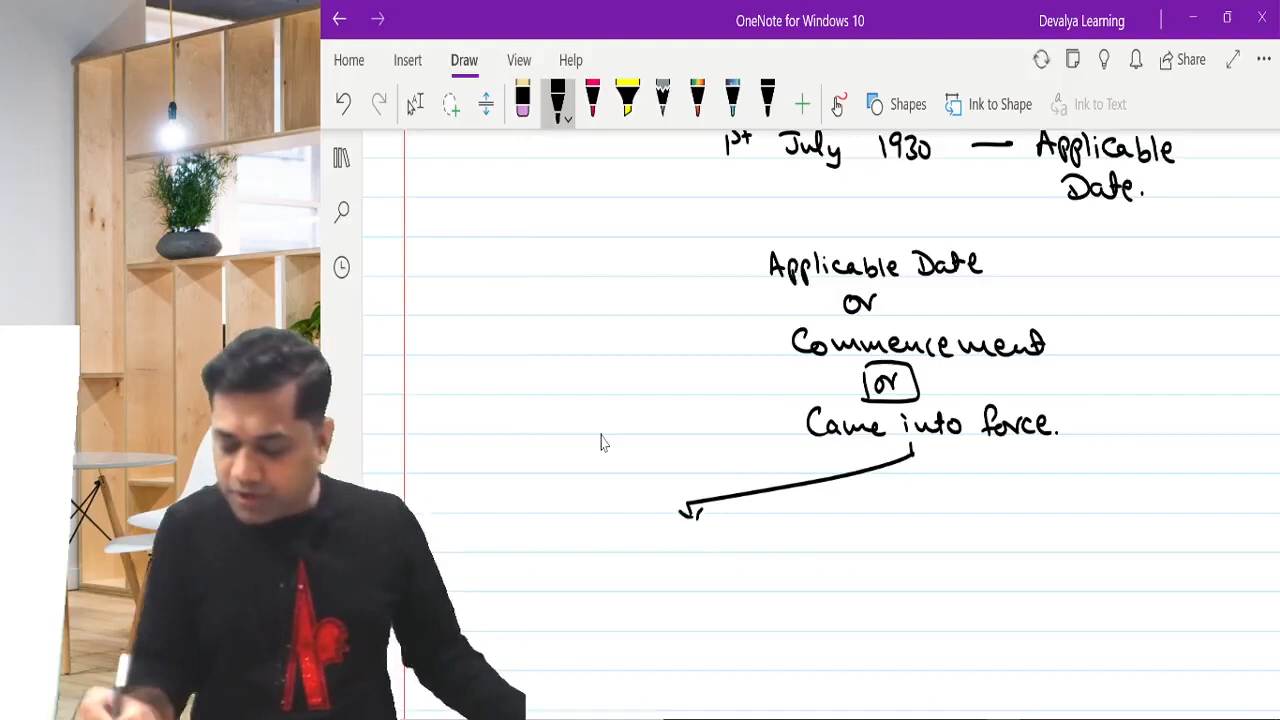 OneNote for Windows 10
Devalya Learning
Home
Insert
Draw
View
Help
Share
Shapes
Ink to Shape
Ink to Text
1st July 1930 — Applicable
Date.
Applicable Date
or
Commencement
or
Came into force.